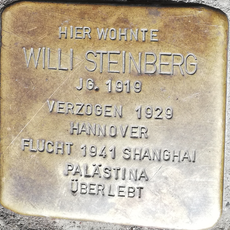 HIER WOHNTE
WILLI STEINBERG
JG. 1919
VERZOGEN 1929
HANNOVER
FLUCHT 1941 SHANGHAI
PALÄSTINA
ÜBERLEBT